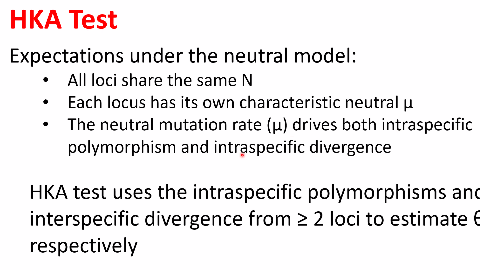 HKA Test
Expectations under the neutral model:
• All loci share the same N
• Each locus has its own characteristic neutral μ
• The neutral mutation rate (μ) drives both intraspecific
polymorphism and intraspecific divergence
HKA test uses the intraspecific polymorphisms and
interspecific divergence from ≥ 2 loci to estimate θ
respectively